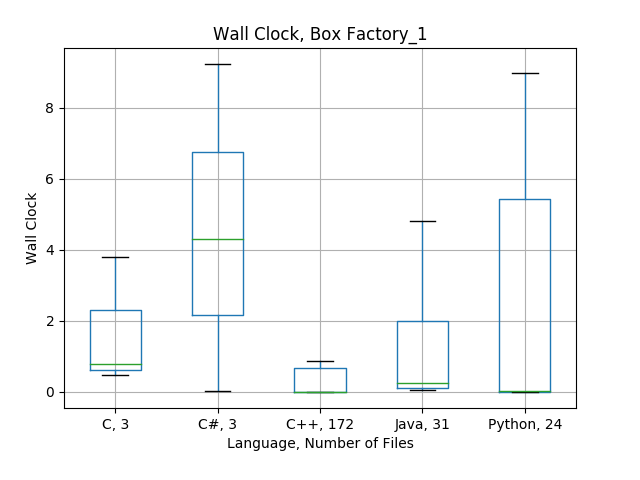 Wall Clock, Box Factory_1
Wall Clock
8
6
4
2
0
C, 3
C#, 3
C++, 172
Java, 31
Python, 24
Language, Number of Files